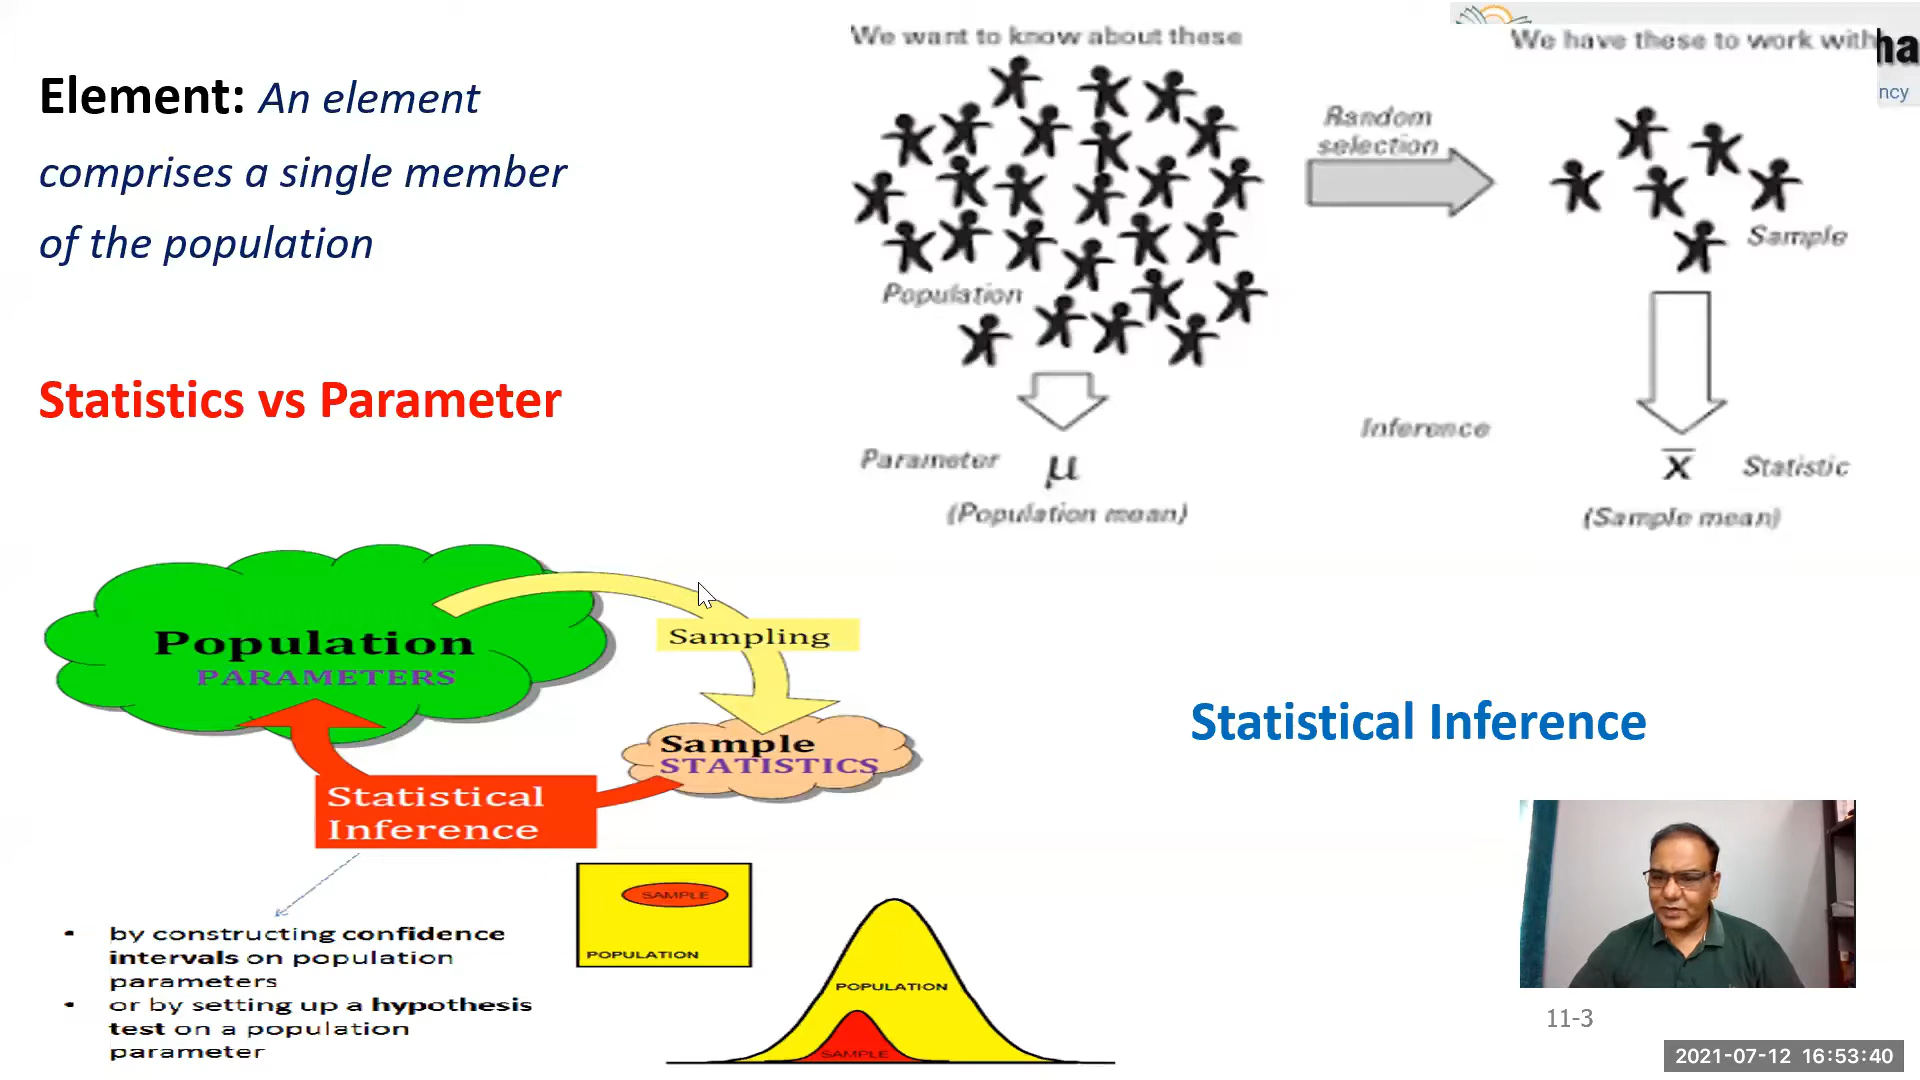 Element: An element
comprises a single member
of the population
Statistics vs Parameter
We want to know about these
Population
Parameter μ
(Population mean)
Random
selection
Inference
We have these to work with
Sample
x̄ Statistic
(Sample mean)
ha
ncy
Population
PARAMETERS
Sampling
Sample
STATISTICS
Statistical
Inference
• by constructing confidence
intervals on population
parameters
• or by setting up a hypothesis
test on a population
parameter
SAMPLE
POPULATION
POPULATION
SAMPLE
Statistical Inference
11-3
2021-07-12 16:53:40